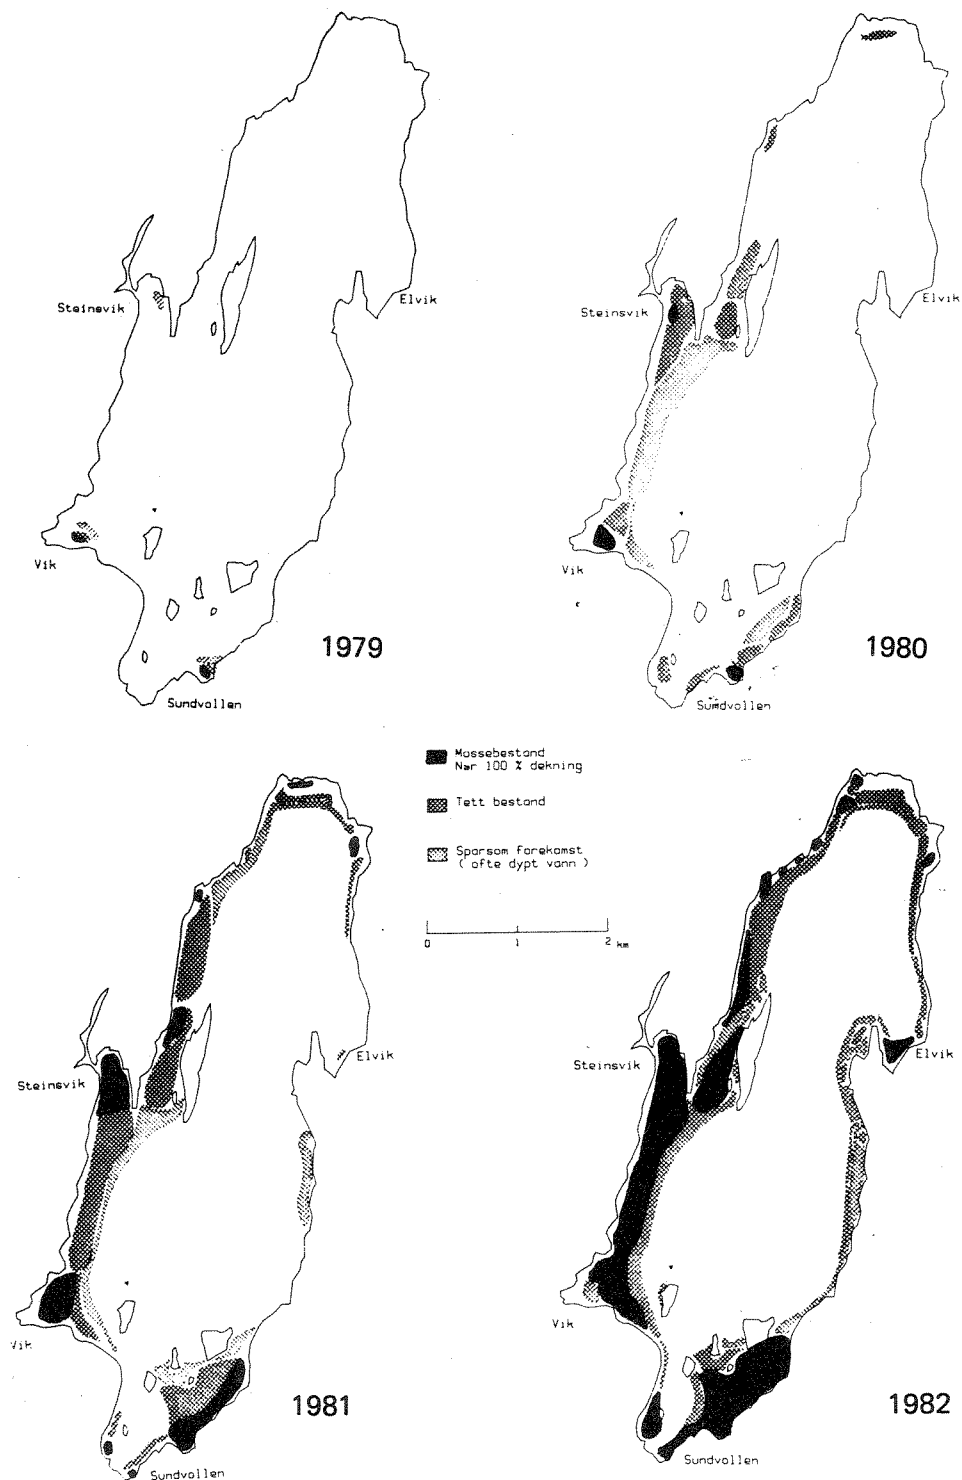 Steinsvik
Elvik
Vik
1979
Sundvollen
Steinsvik
Elvik
Vik
1980
Sundvollen
Massebestand
Nær 100 % dekning
Tett bestand
Sparsom forekomst
( ofte dypt vann )
0 1 2 km
Steinsvik
Elvik
Vik
1981
Sundvollen
Steinsvik
Elvik
Vik
1982
Sundvollen